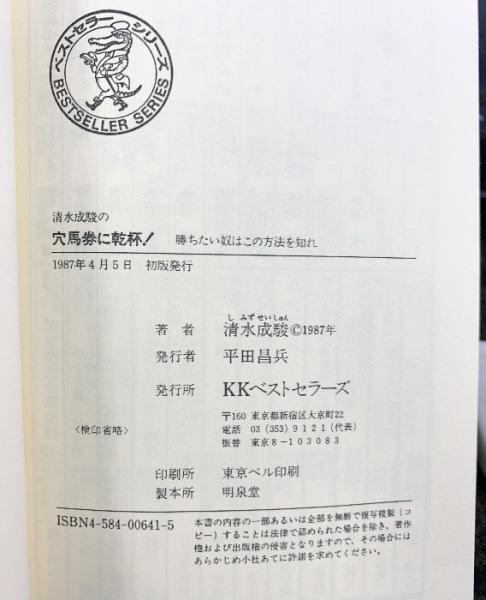 ベストセラーシリーズ
BESTSELLER SERIES
清水成駿の
穴馬券に乾杯! 勝ちたい奴はこの方法を知れ
1987年4月5日 初版発行
しみずせいしゅん
著者 清水成駿©1987年
発行者 平田昌兵
発行所 KKベストセラーズ
〒160 東京都新宿区大京町22
〈検印省略〉 電話 03(353)9121(代表)
振替 東京8-103083
印刷所 東京ベル印刷
製本所 明泉堂
ISBN4-584-00641-5 本書の内容の一部あるいは全部を無断で複写複製(コ
ピー)することは法律で認められた場合を除き、著作
権および出版権の侵害となりますので、その場合には
あらかじめ小社あてに許諾を求めてください。